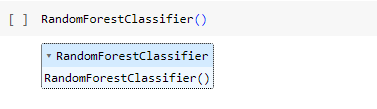 [ ] RandomForestClassifier()
▾ RandomForestClassifier
RandomForestClassifier()